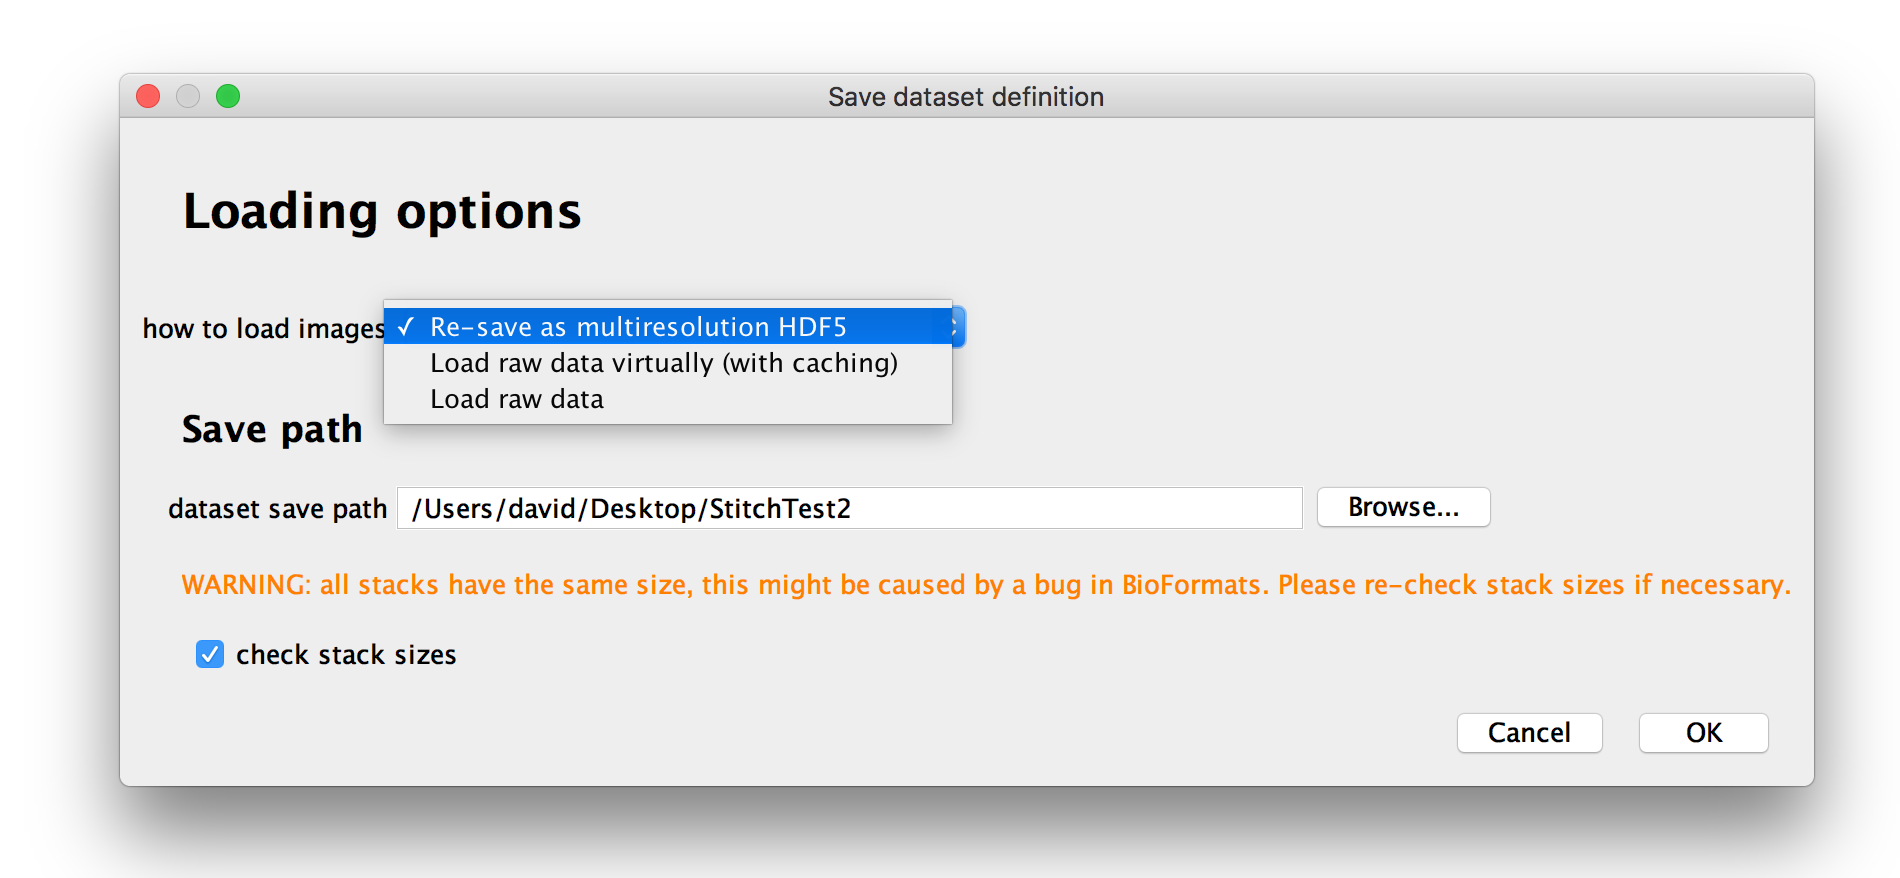 Save dataset definition
Loading options
how to load images
✓ Re-save as multiresolution HDF5
Load raw data virtually (with caching)
Load raw data
Save path
dataset save path /Users/david/Desktop/StitchTest2 Browse...
WARNING: all stacks have the same size, this might be caused by a bug in BioFormats. Please re-check stack sizes if necessary.
check stack sizes
Cancel OK